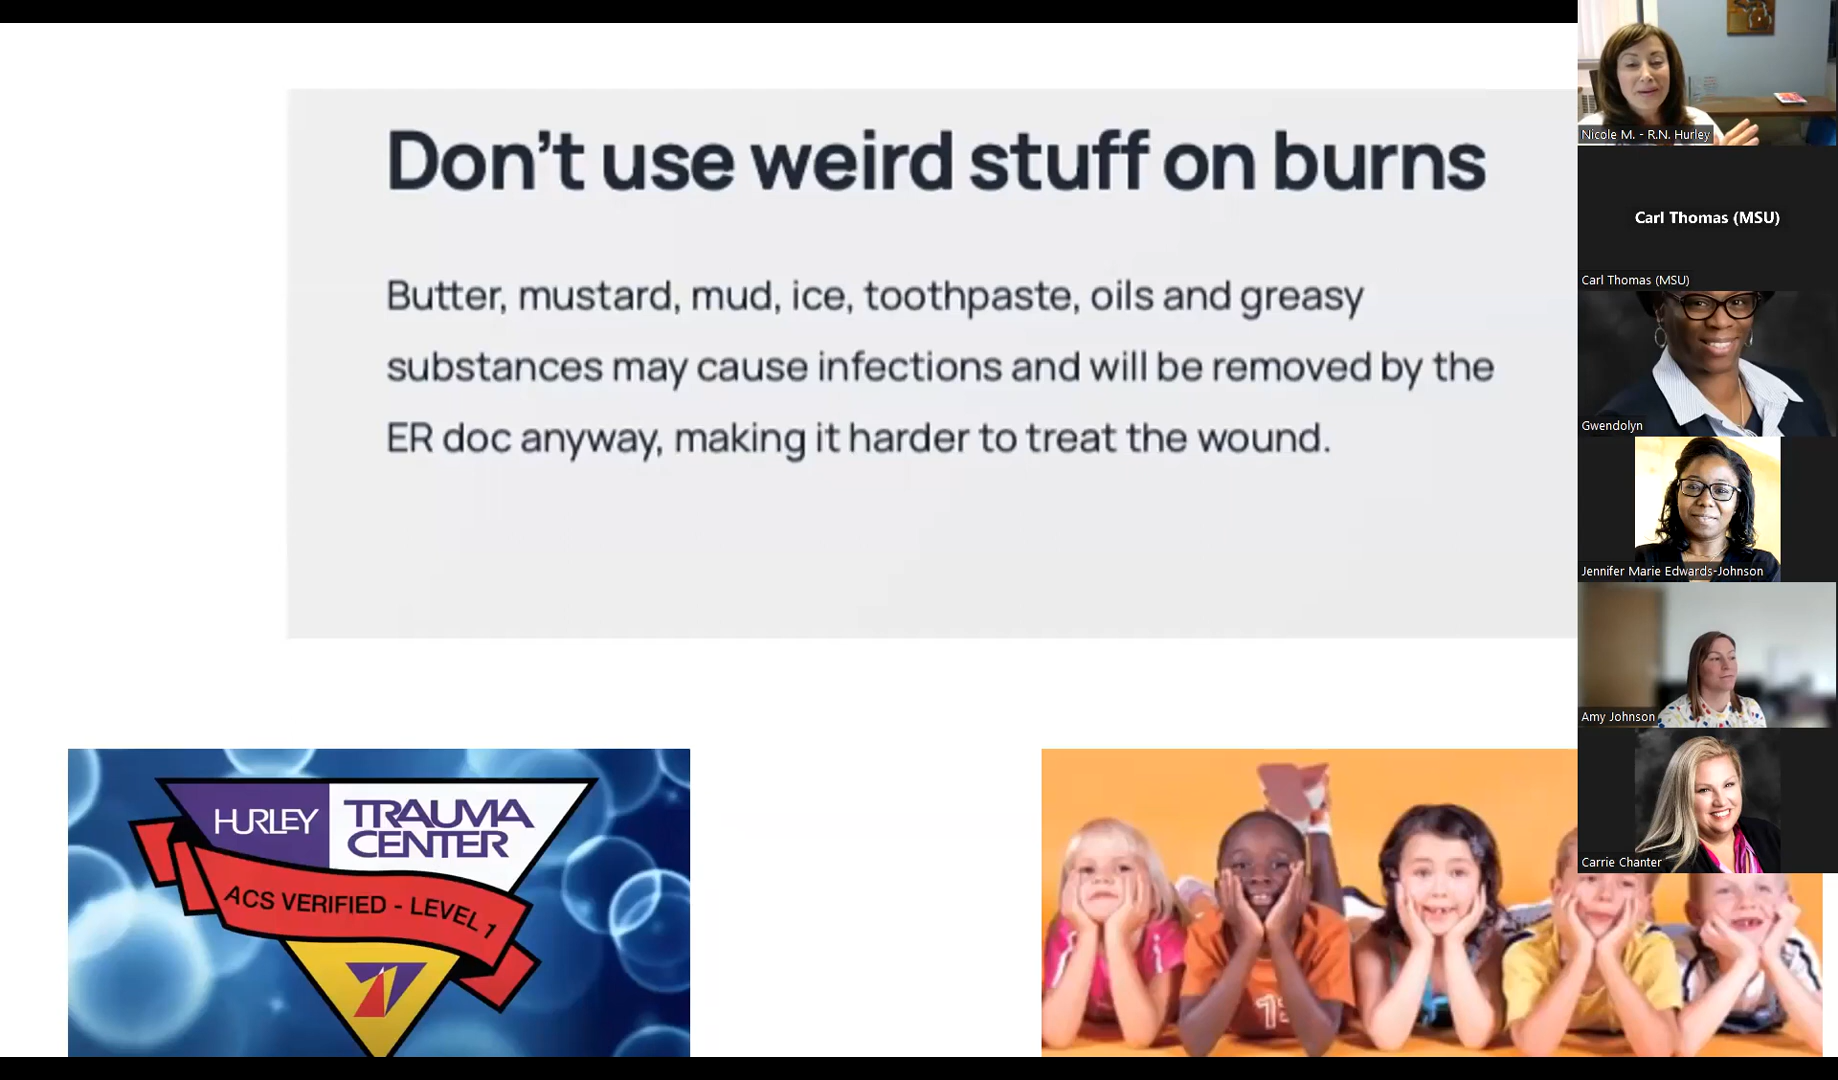 Don't use weird stuff on burns
Butter, mustard, mud, ice, toothpaste, oils and greasy
substances may cause infections and will be removed by the
ER doc anyway, making it harder to treat the wound.
HURLEY
TRAUMA
CENTER
ACS VERIFIED - LEVEL 1
Nicole M. - R.N. Hurley
Carl Thomas (MSU)
Carl Thomas (MSU)
Gwendolyn
Jennifer Marie Edwards-Johnson
Amy Johnson
Carrie Chanter